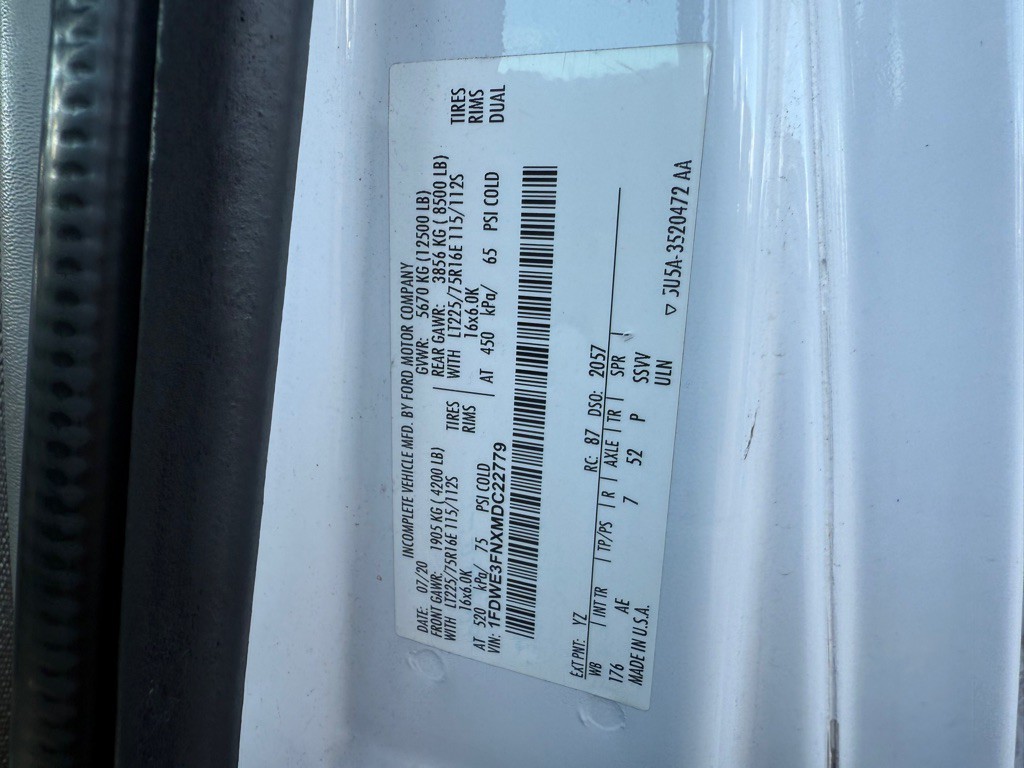 INCOMPLETE VEHICLE MFD. BY FORD MOTOR COMPANY
DATE: 07/20 GVWR: 5670 KG (12500 LB)
FRONT GAWR: 1905 KG (4200 LB) REAR GAWR: 3856 KG ( 8500 LB)
WITH LT225/75R16E 115/112S TIRES WITH LT225/75R16E 115/112S TIRES
16x6.0K RIMS 16x6.0K RIMS
AT 520 kPa/ 75 PSI COLD AT 450 kPa/ 65 PSI COLD DUAL
VIN: 1FDWE3FNXMDC22779
EXT PNT: YZ RC: 87 DSO: 2057
WB INT TR TP/PS R AXLE TR SPR
176 AE 7 52 P SSVV
MADE IN U.S.A. ULN
▽ 3U5A-3520472 AA